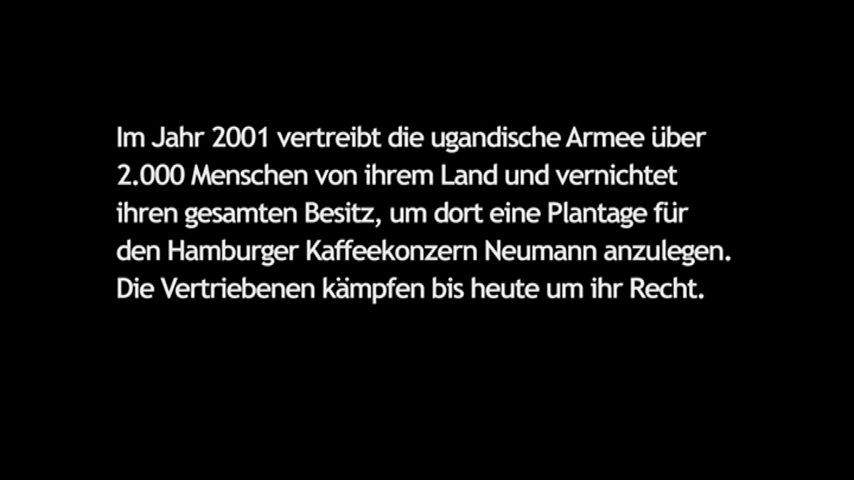 Im Jahr 2001 vertreibt die ugandische Armee über
2.000 Menschen von ihrem Land und vernichtet
ihren gesamten Besitz, um dort eine Plantage für
den Hamburger Kaffeekonzern Neumann anzulegen.
Die Vertriebenen kämpfen bis heute um ihr Recht.